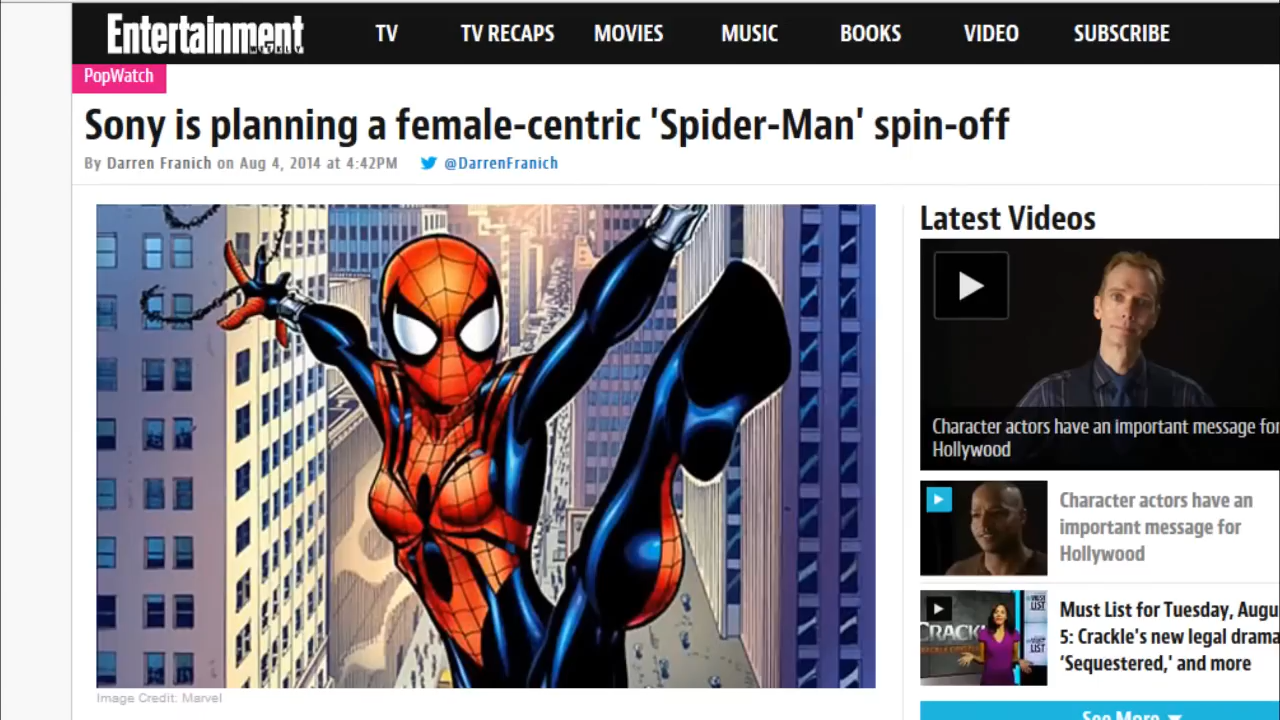 Entertainment
WEEKLY
TV TV RECAPS MOVIES MUSIC BOOKS VIDEO SUBSCRIBE
PopWatch
Sony is planning a female-centric 'Spider-Man' spin-off
By Darren Franich on Aug 4, 2014 at 4:42PM @DarrenFranich
Image Credit: Marvel
Latest Videos
Character actors have an important message for
Hollywood
Character actors have an
important message for
Hollywood
Must List for Tuesday, Augu
5: Crackle's new legal drama
'Sequestered,' and more
See More